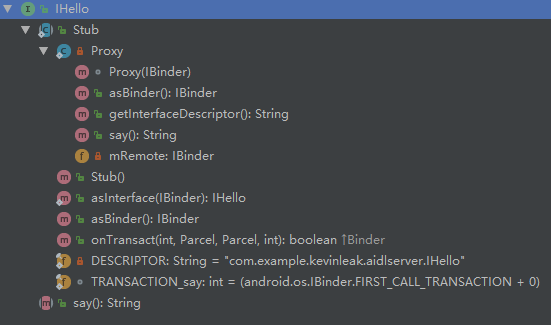 IHello
Stub
Proxy
Proxy(IBinder)
asBinder(): IBinder
getInterfaceDescriptor(): String
say(): String
mRemote: IBinder
Stub()
asInterface(IBinder): IHello
asBinder(): IBinder
onTransact(int, Parcel, Parcel, int): boolean ↑Binder
DESCRIPTOR: String = "com.example.kevinleak.aidlserver.IHello"
TRANSACTION_say: int = (android.os.IBinder.FIRST_CALL_TRANSACTION + 0)
say(): String